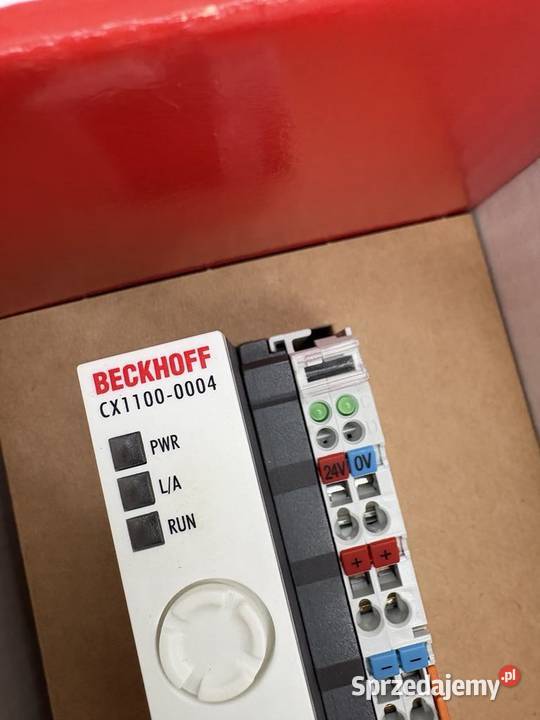 BECKHOFF
CX1100-0004
PWR
L/A
RUN
24V 0V
+ +
- -
Sprzedajemy.pl